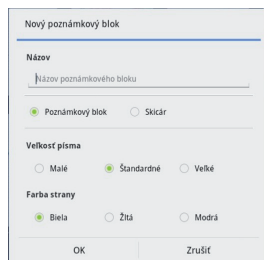 Nový poznámkový blok
Názov
Názov poznámkového bloku
Poznámkový blok Skicár
Veľkosť písma
Malé Štandardné Veľké
Farba strany
Biela Žltá Modrá
OK Zrušiť